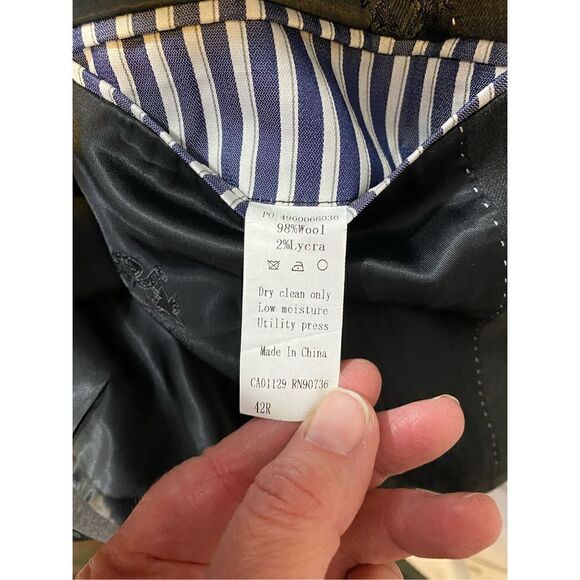 PO 4900066036
98%Wool
2%Lycra
Dry clean only
Low moisture
Utility press
Made In China
CA01129 RN90736
42R